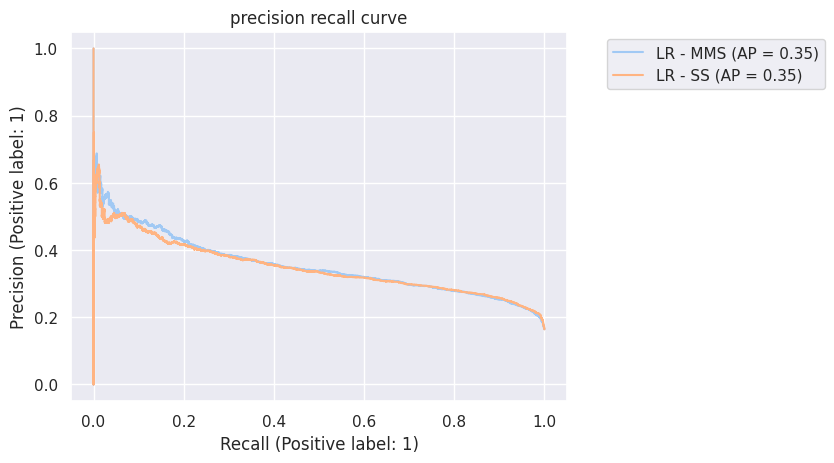 precision recall curve
LR - MMS (AP = 0.35)
LR - SS (AP = 0.35)
Precision (Positive label: 1)
1.0
0.8
0.6
0.4
0.2
0.0
0.0 0.2 0.4 0.6 0.8 1.0
Recall (Positive label: 1)